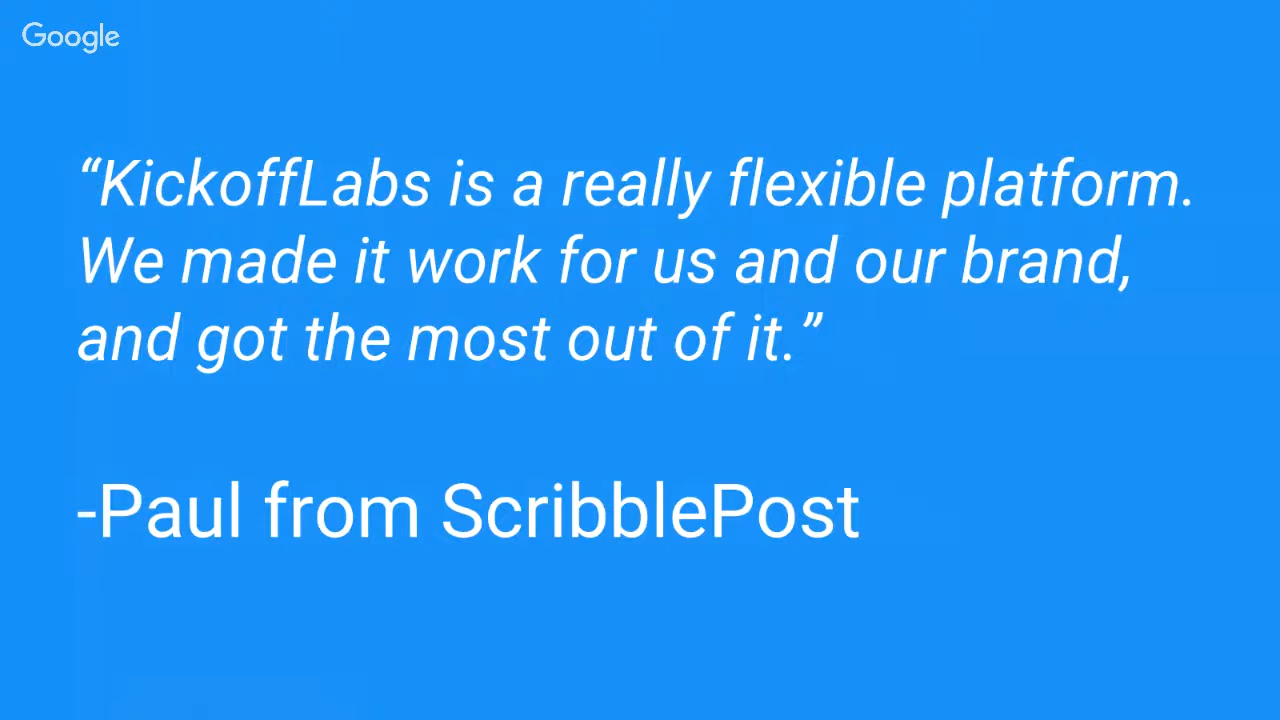 Google
“KickoffLabs is a really flexible platform.
We made it work for us and our brand,
and got the most out of it.”
-Paul from ScribblePost